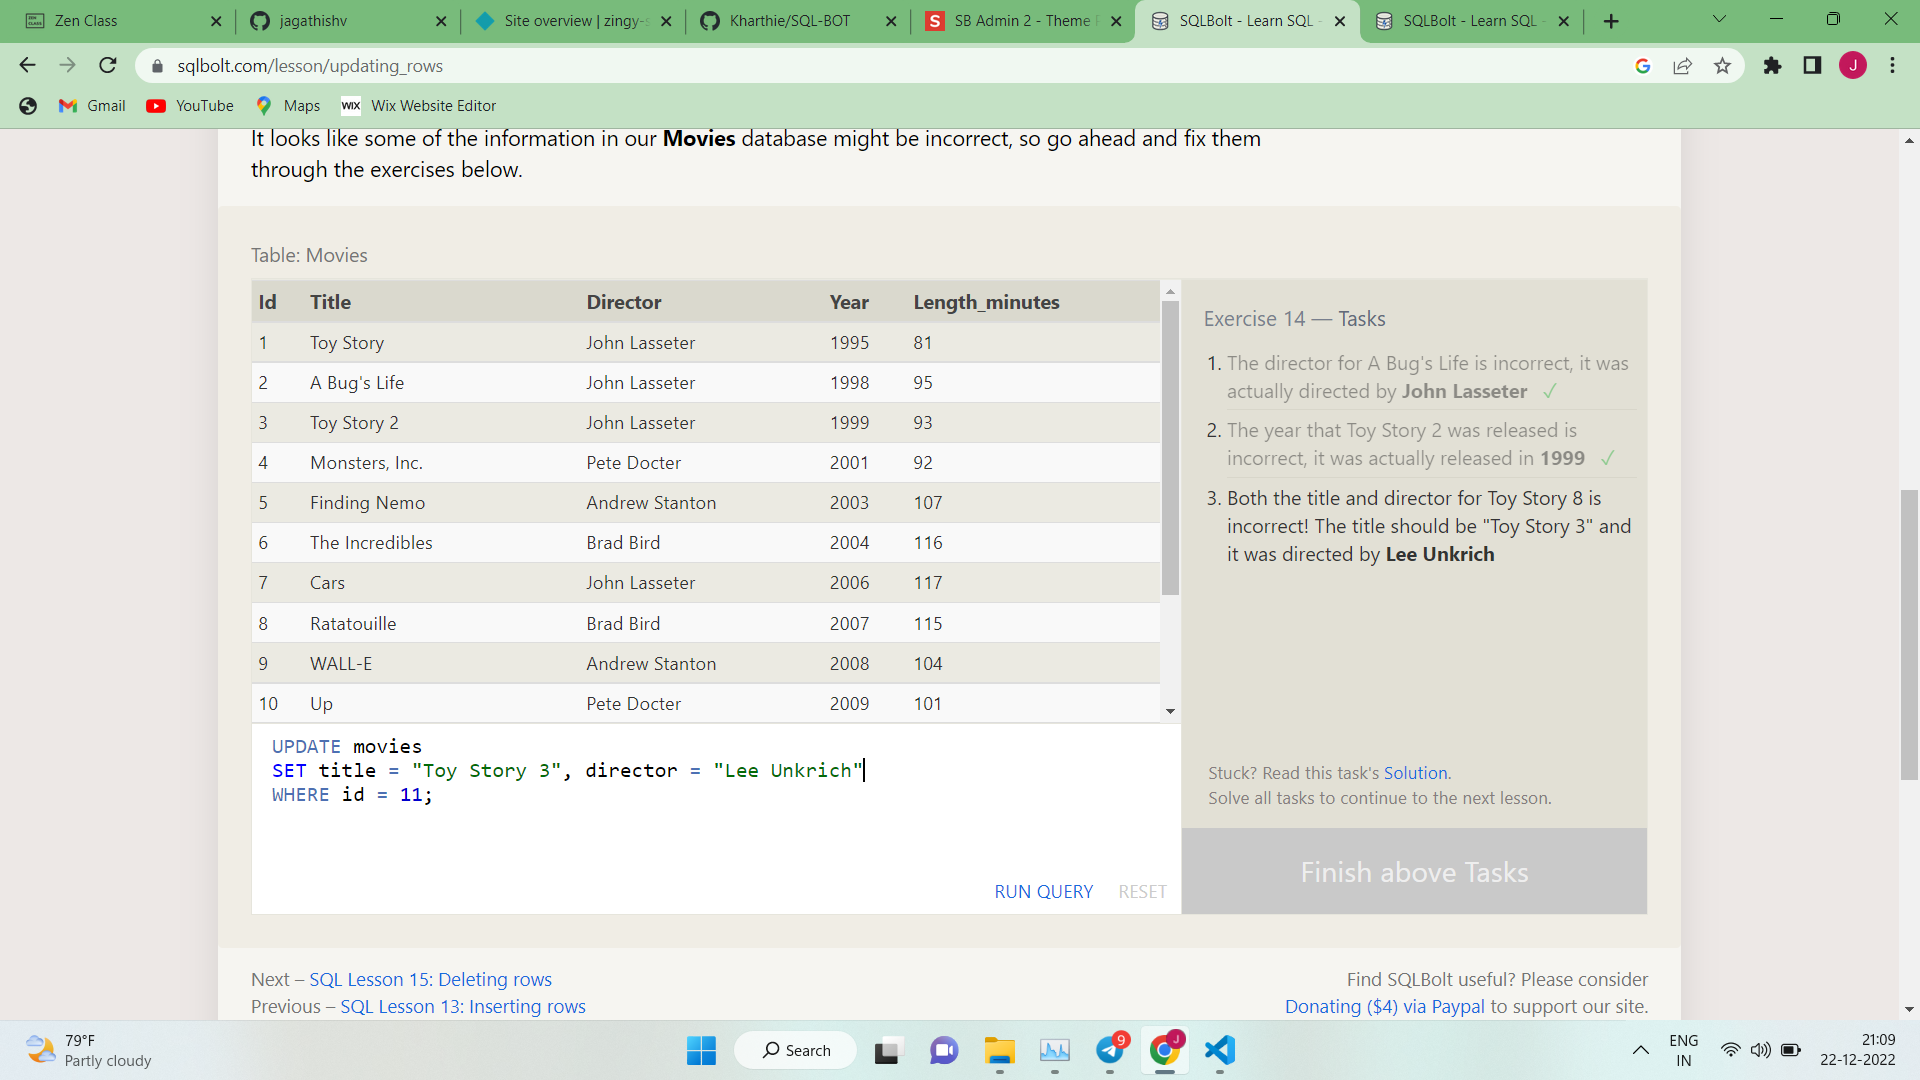 Zen Class
jagathishv
Site overview | zingy-s
Kharthie/SQL-BOT
SB Admin 2 - Theme P
SQLBolt - Learn SQL -
SQLBolt - Learn SQL -
sqlbolt.com/lesson/updating_rows
J
Gmail
YouTube
Maps
WIX Wix Website Editor
It looks like some of the information in our Movies database might be incorrect, so go ahead and fix them
through the exercises below.
Table: Movies
Id Title Director Year Length_minutes
1 Toy Story John Lasseter 1995 81
2 A Bug's Life John Lasseter 1998 95
3 Toy Story 2 John Lasseter 1999 93
4 Monsters, Inc. Pete Docter 2001 92
5 Finding Nemo Andrew Stanton 2003 107
6 The Incredibles Brad Bird 2004 116
7 Cars John Lasseter 2006 117
8 Ratatouille Brad Bird 2007 115
9 WALL-E Andrew Stanton 2008 104
10 Up Pete Docter 2009 101
UPDATE movies
SET title = "Toy Story 3", director = "Lee Unkrich"
WHERE id = 11;
RUN QUERY RESET
Exercise 14 — Tasks
1. The director for A Bug's Life is incorrect, it was
actually directed by John Lasseter ✓
2. The year that Toy Story 2 was released is
incorrect, it was actually released in 1999 ✓
3. Both the title and director for Toy Story 8 is
incorrect! The title should be "Toy Story 3" and
it was directed by Lee Unkrich
Stuck? Read this task's Solution.
Solve all tasks to continue to the next lesson.
Finish above Tasks
Next – SQL Lesson 15: Deleting rows
Previous – SQL Lesson 13: Inserting rows
Find SQLBolt useful? Please consider
Donating ($4) via Paypal to support our site.
79°F
Partly cloudy
Search
9
J
ENG
IN
21:09
22-12-2022